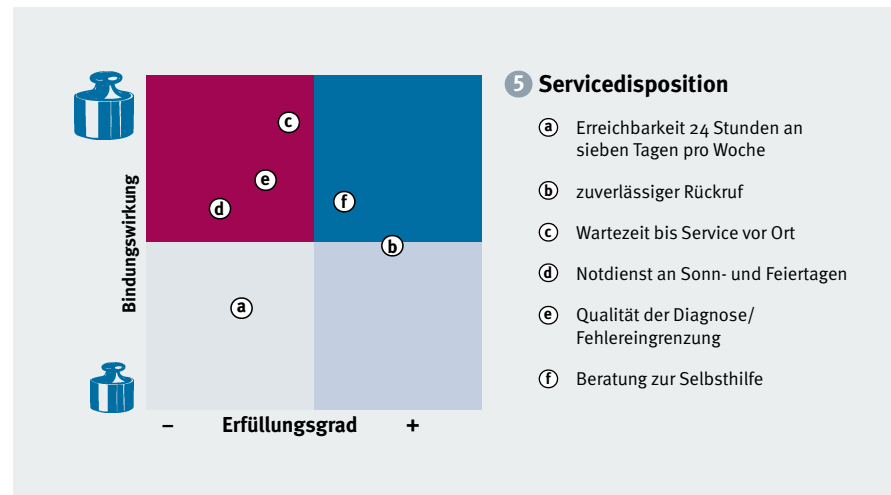 5 Servicedisposition
a Erreichbarkeit 24 Stunden an
sieben Tagen pro Woche
b zuverlässiger Rückruf
c Wartezeit bis Service vor Ort
d Notdienst an Sonn- und Feiertagen
e Qualität der Diagnose/
Fehlereingrenzung
f Beratung zur Selbsthilfe
Bindungswirkung
c
e
d
f
b
a
– Erfüllungsgrad +